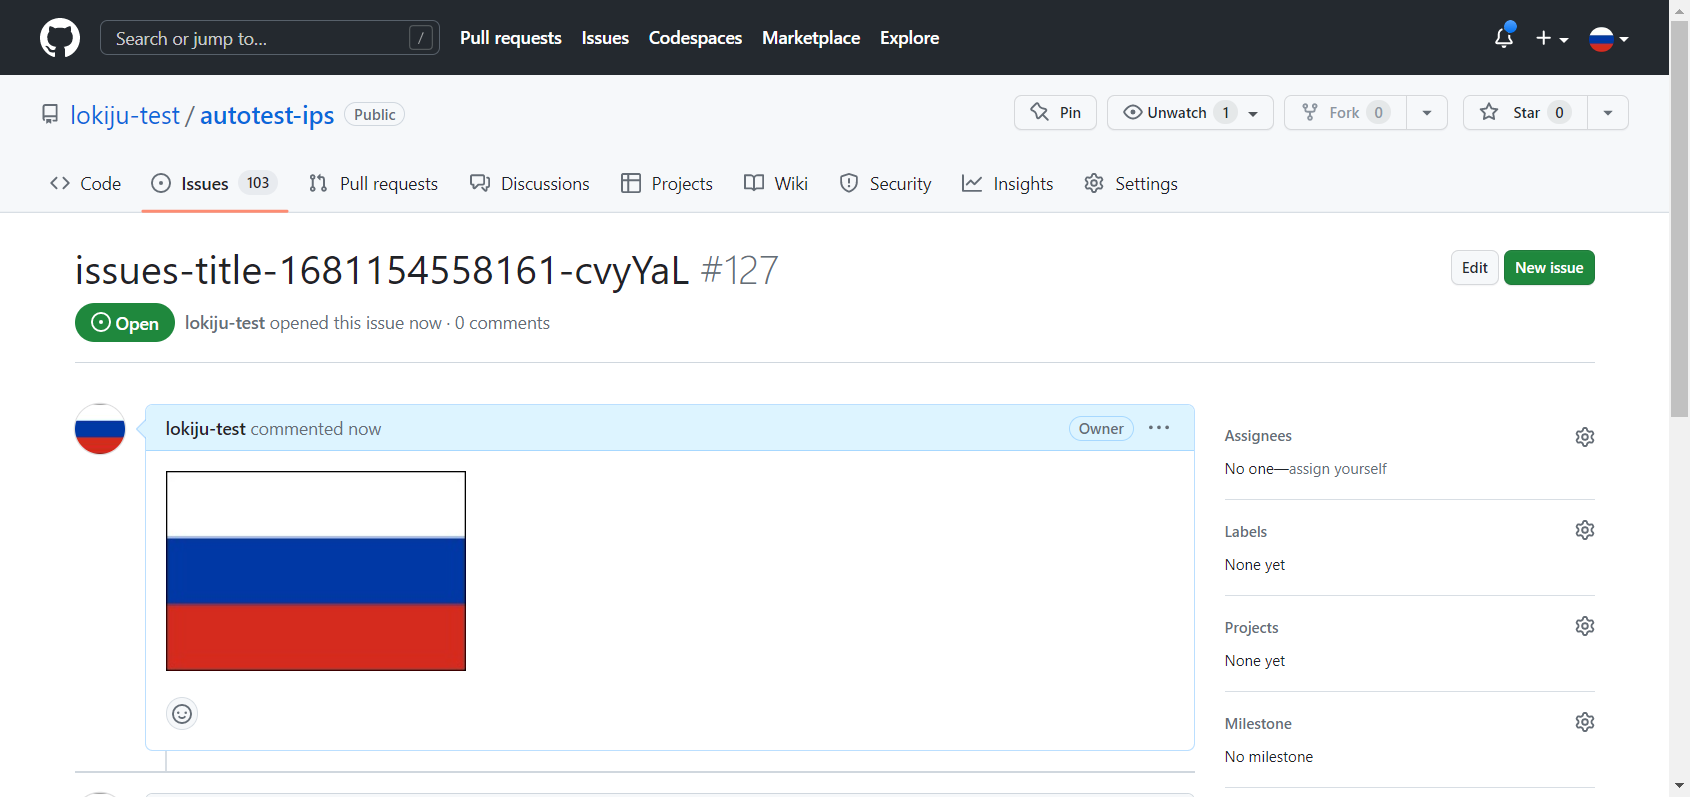 Search or jump to... /
Pull requests Issues Codespaces Marketplace Explore
lokiju-test / autotest-ips Public
Pin Unwatch 1 Fork 0 Star 0
Code Issues 103 Pull requests Discussions Projects Wiki Security Insights Settings
issues-title-1681154558161-cvyYaL #127
Edit New issue
Open lokiju-test opened this issue now · 0 comments
lokiju-test commented now Owner ...
Assignees
No one—assign yourself
Labels
None yet
Projects
None yet
Milestone
No milestone